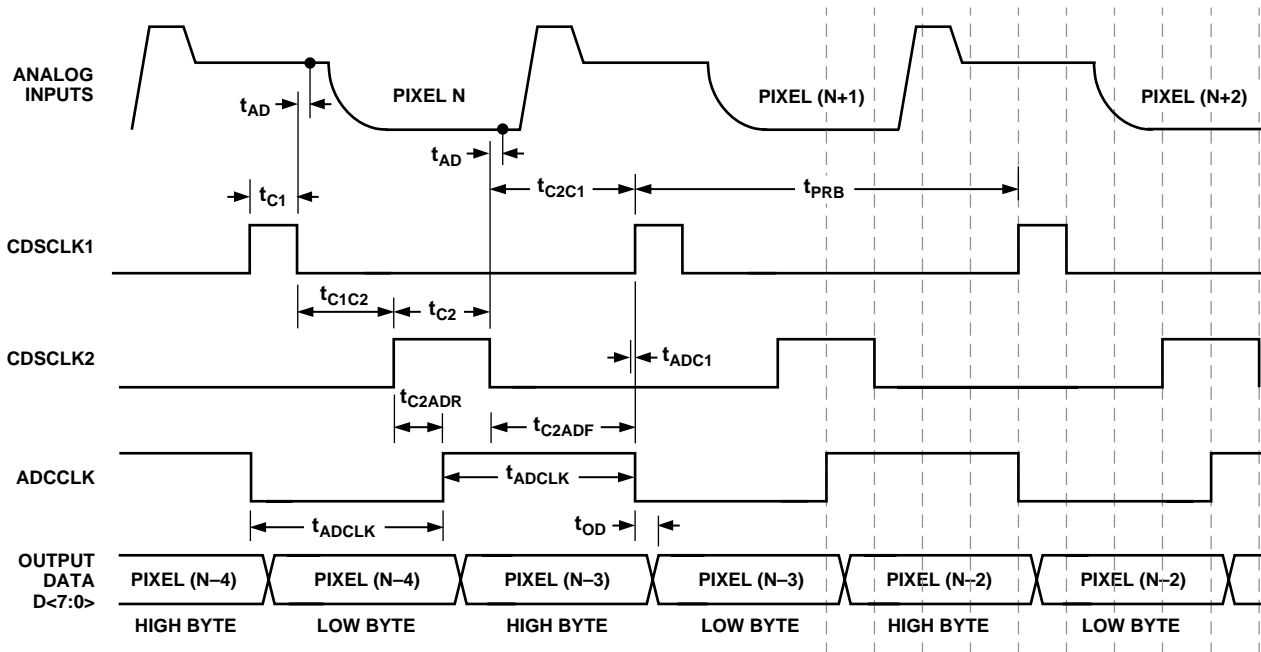 ANALOG
INPUTS
PIXEL N
PIXEL (N+1)
PIXEL (N+2)
tAD
tAD
tC1
tC2C1
tPRB
CDSCLK1
tC1C2
tC2
CDSCLK2
tADC1
tC2ADR
tC2ADF
ADCCLK
tADCLK
tADCLK
tOD
OUTPUT
DATA
D<7:0>
PIXEL (N–4)
PIXEL (N–4)
PIXEL (N–3)
PIXEL (N–3)
PIXEL (N–2)
PIXEL (N–2)
HIGH BYTE
LOW BYTE
HIGH BYTE
LOW BYTE
HIGH BYTE
LOW BYTE